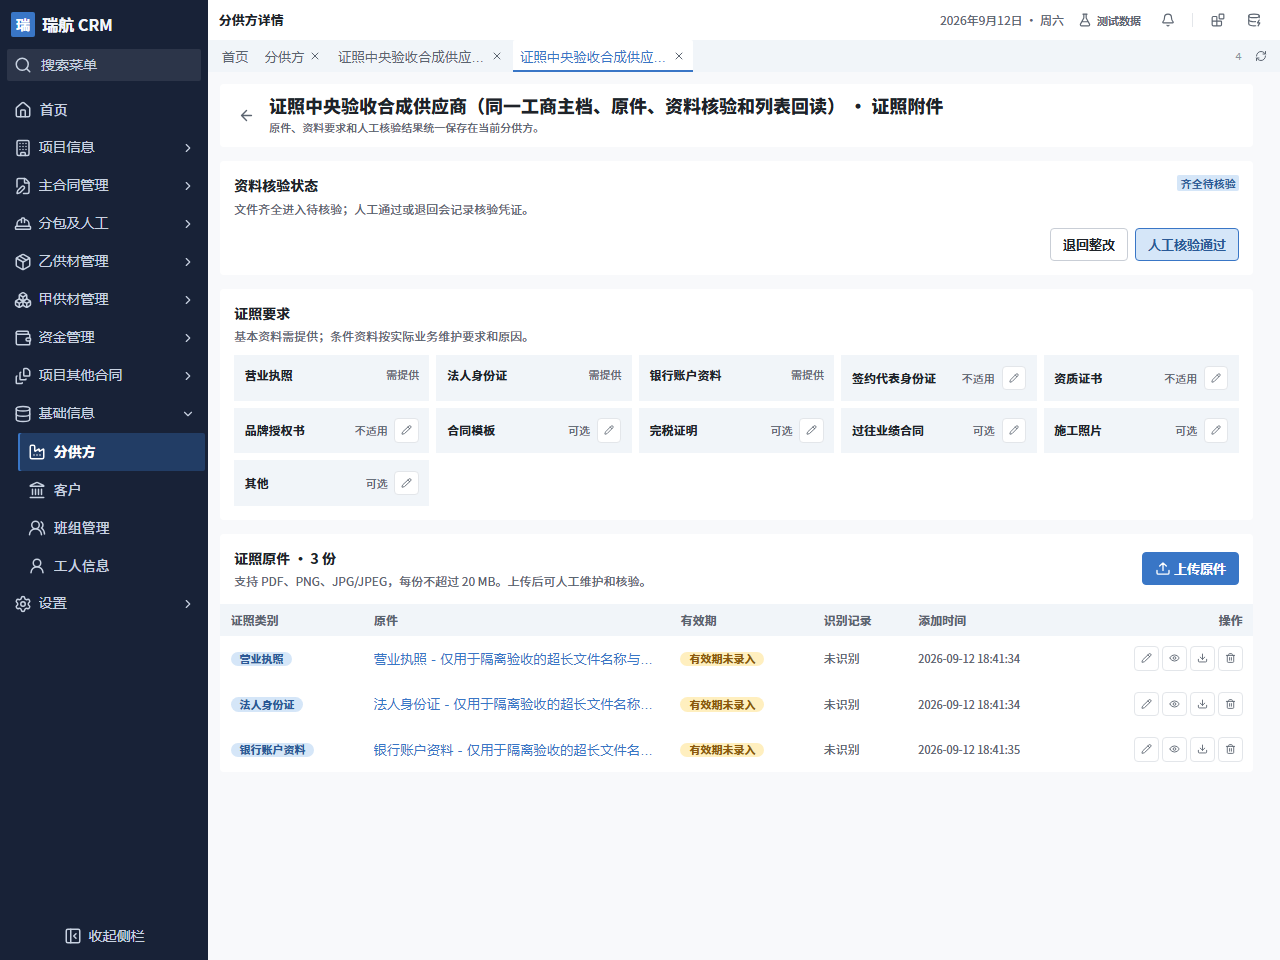 瑞 瑞航 CRM
搜索菜单
首页
项目信息
主合同管理
分包及人工
乙供材管理
甲供材管理
资金管理
项目其他合同
基础信息
分供方
客户
班组管理
工人信息
设置
收起侧栏
分供方详情
2026年9月12日 · 周六 测试数据
首页 分供方 证照中央验收合成供应... 证照中央验收合成供应... 4
证照中央验收合成供应商（同一工商主档、原件、资料核验和列表回读） · 证照附件
原件、资料要求和人工核验结果统一保存在当前分供方。
资料核验状态 齐全待核验
文件齐全进入待核验；人工通过或退回会记录核验凭证。
退回整改 人工核验通过
证照要求
基本资料需提供；条件资料按实际业务维护要求和原因。
营业执照 需提供 法人身份证 需提供 银行账户资料 需提供 签约代表身份证 不适用 资质证书 不适用
品牌授权书 不适用 合同模板 可选 完税证明 可选 过往业绩合同 可选 施工照片 可选
其他 可选
证照原件 · 3 份
支持 PDF、PNG、JPG/JPEG，每份不超过 20 MB。上传后可人工维护和核验。
上传原件
证照类别 原件 有效期 识别记录 添加时间 操作
营业执照 营业执照 - 仅用于隔离验收的超长文件名称与... 有效期未录入 未识别 2026-09-12 18:41:34
法人身份证 法人身份证 - 仅用于隔离验收的超长文件名称... 有效期未录入 未识别 2026-09-12 18:41:34
银行账户资料 银行账户资料 - 仅用于隔离验收的超长文件名... 有效期未录入 未识别 2026-09-12 18:41:35